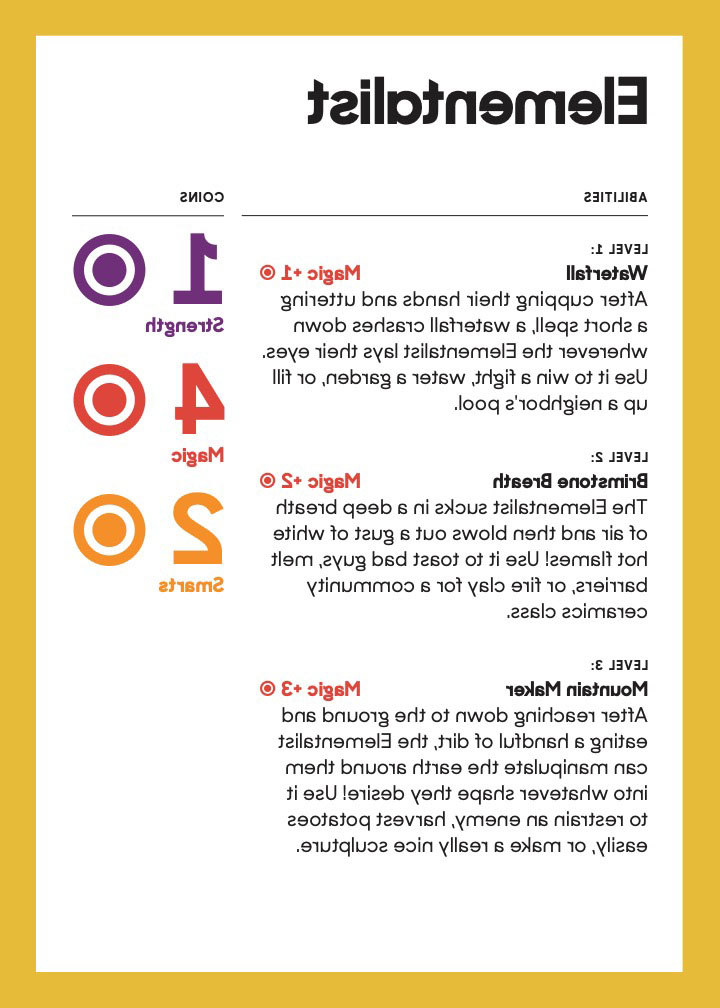 Elementalist
ABILITIES
LEVEL 1:
Waterfall Magic +1
After cupping their hands and uttering
a short spell, a waterfall crashes down
wherever the Elementalist lays their eyes.
Use it to win a fight, water a garden, or fill
up a neighbor's pool.
LEVEL 2:
Brimstone Breath Magic +2
The Elementalist sucks in a deep breath
of air and then blows out a gust of white
hot flames! Use it to toast bad guys, melt
barriers, or fire clay for a community
ceramics class.
LEVEL 3:
Mountain Maker Magic +3
After reaching down to the ground and
eating a handful of dirt, the Elementalist
can manipulate the earth around them
into whatever shape they desire! Use it
to restrain an enemy, harvest potatoes
easily, or make a really nice sculpture.
COINS
1
Strength
4
Magic
2
Smarts